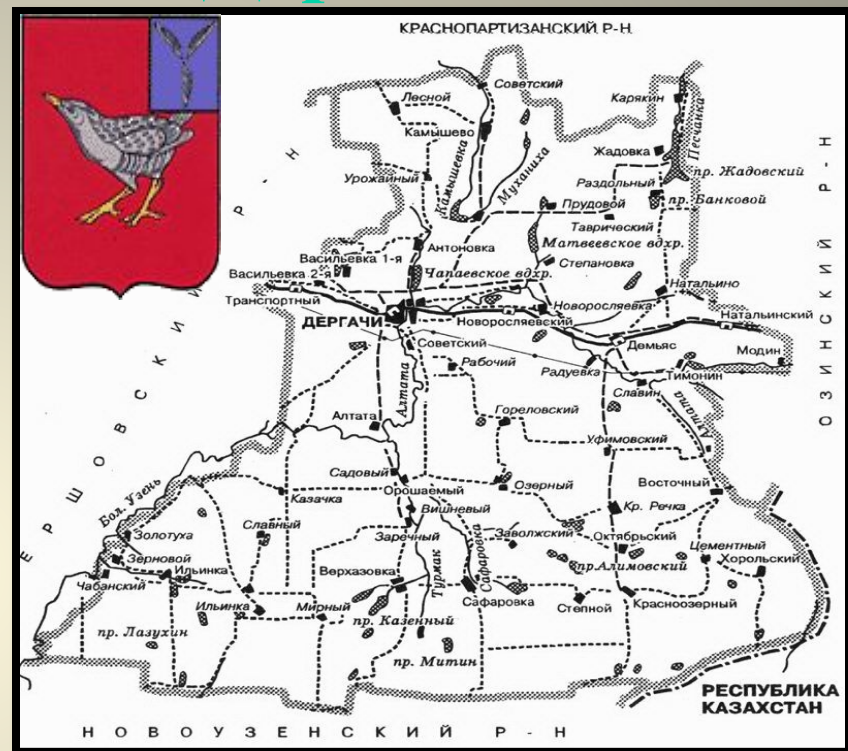 КРАСНОПАРТИЗАНСКИЙ Р-Н
Советский
Лесной
Карякин
Камышево
Песчанка
Жадовка
пр. Жадовский
Урожайный
Камышевка
Муханиха
Раздольный
пр. Банковой
Прудовой
Таврический
Антоновка
Матвеевское вдхр.
Васильевка 1-я
Степановка
Васильевка 2-я
Чапаевское вдхр.
Натальино
Транспортный
Новоросляевка
ДЕРГАЧИ
Новоросляевский
Натальинский
Советский
Демьяс
Модин
Рабочий
Радуевка
Тимонин
Славин
Алтата
Алтата
Гореловский
Алтата
Уфимовский
Садовый
Восточный
Орошаемый
Озерный
Казачка
Бол. Узень
Вишневый
Кр. Речка
Золотуха
Славный
Заречный
Заволжский
Октябрьский
Цементный
Зерновой
Ильинка
Верхазовка
Турмак
Сафаровка
пр.Алимовский
Хорольский
Чабанский
Ильинка
Мирный
Сафаровка
Степной
Красноозерный
пр. Лазухин
пр. Казенный
пр. Митин
ЕРШОВСКИЙ Р-Н
ОЗИНСКИЙ Р-Н
РЕСПУБЛИКА
КАЗАХСТАН
НОВОУЗЕНСКИЙ Р-Н